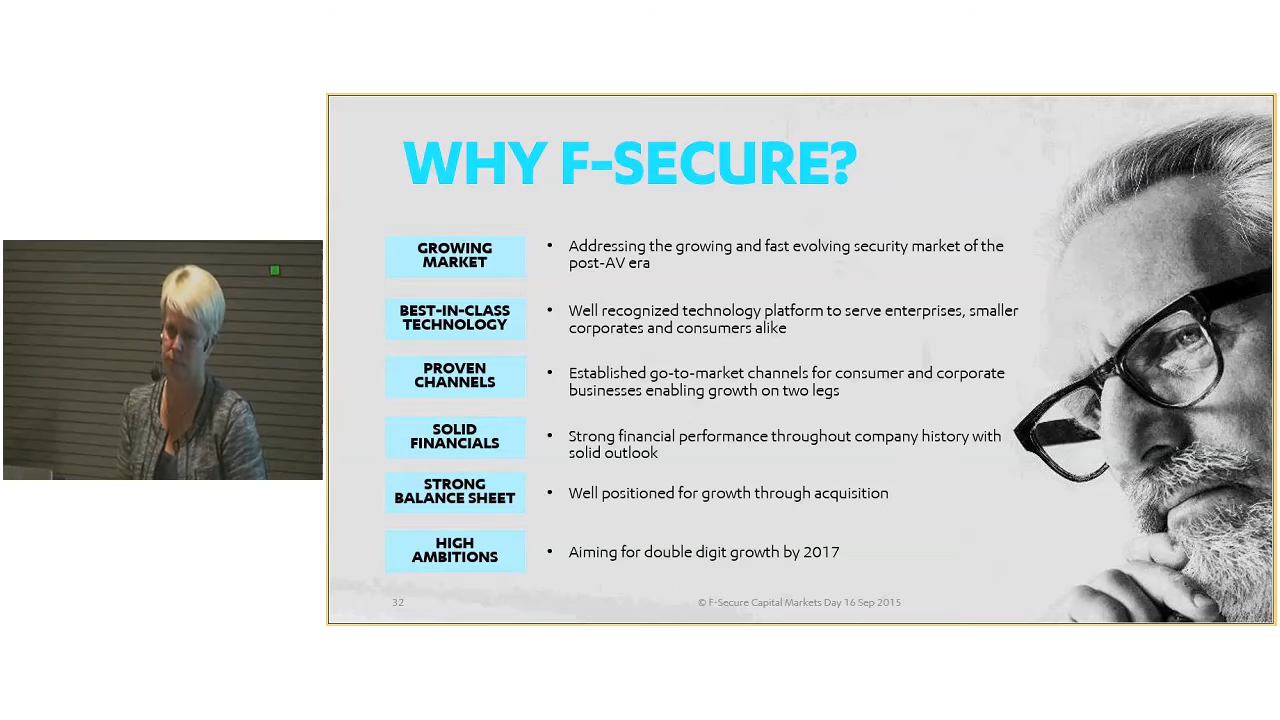 WHY F-SECURE?
GROWING
MARKET
• Addressing the growing and fast evolving security market of the
post-AV era
BEST-IN-CLASS
TECHNOLOGY
• Well recognized technology platform to serve enterprises, smaller
corporates and consumers alike
PROVEN
CHANNELS
• Established go-to-market channels for consumer and corporate
businesses enabling growth on two legs
SOLID
FINANCIALS
• Strong financial performance throughout company history with
solid outlook
STRONG
BALANCE SHEET
• Well positioned for growth through acquisition
HIGH
AMBITIONS
• Aiming for double digit growth by 2017
32
© F-Secure Capital Markets Day 16 Sep 2015